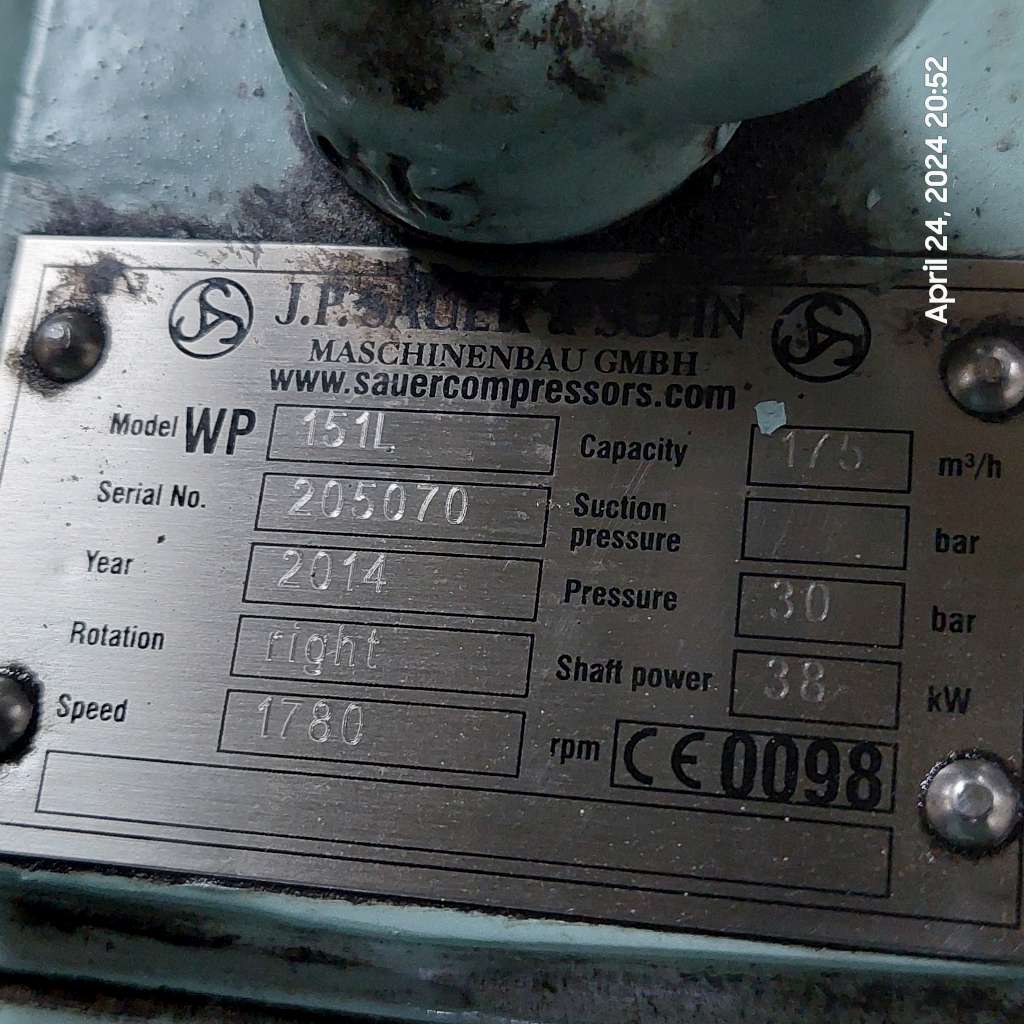 J.P. SAUER & SOHN
MASCHINENBAU GMBH
www.sauercompressors.com
Model WP 151L
Serial No. 205070
Year 2014
Rotation right
Speed 1780 rpm
Capacity 175 m³/h
Suction pressure bar
Pressure 30 bar
Shaft power 38 kW
CE 0098
April 24, 2024 20:52